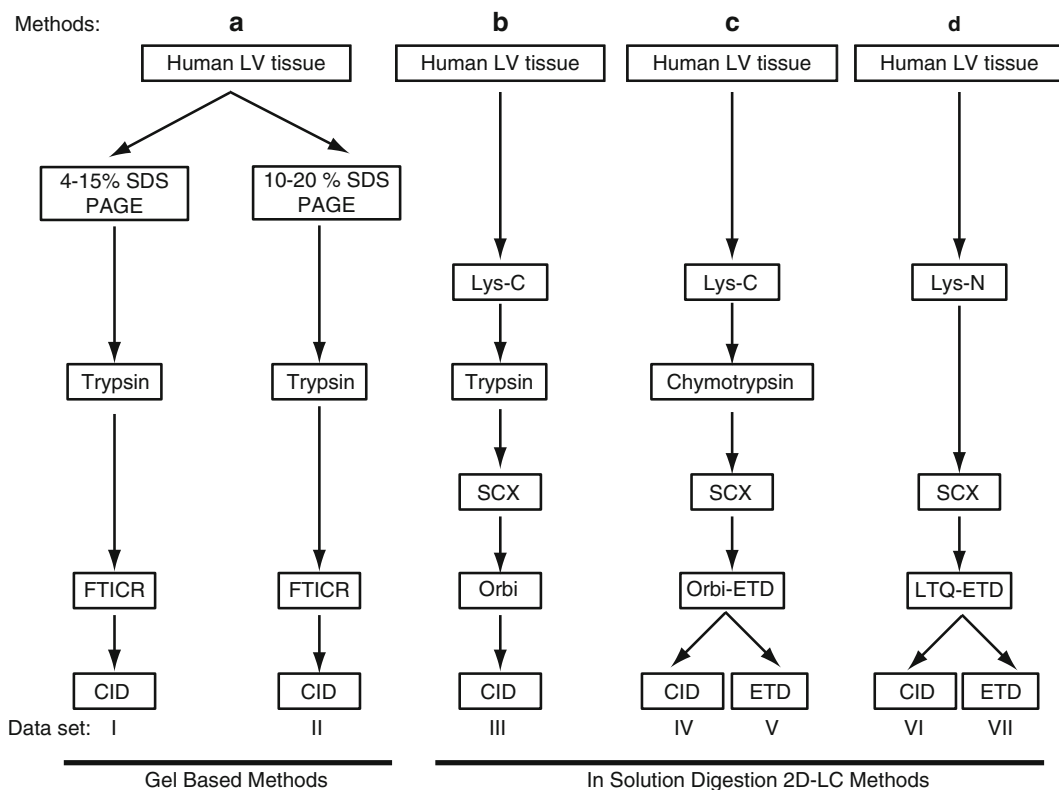 Methods: a b c d
Human LV tissue Human LV tissue Human LV tissue Human LV tissue
4-15% SDS
PAGE
10-20 % SDS
PAGE
Lys-C Lys-C Lys-N
Trypsin Trypsin Trypsin Chymotrypsin
SCX SCX SCX
FTICR FTICR Orbi Orbi-ETD LTQ-ETD
CID CID CID CID ETD CID ETD
Data set: I II III IV V VI VII
Gel Based Methods In Solution Digestion 2D-LC Methods